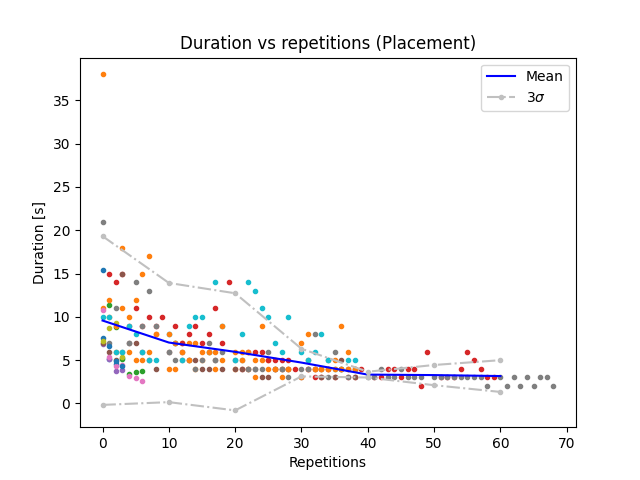 Duration vs repetitions (Placement)
Mean
3σ
Duration [s]
35
30
25
20
15
10
5
0
0 10 20 30 40 50 60 70
Repetitions